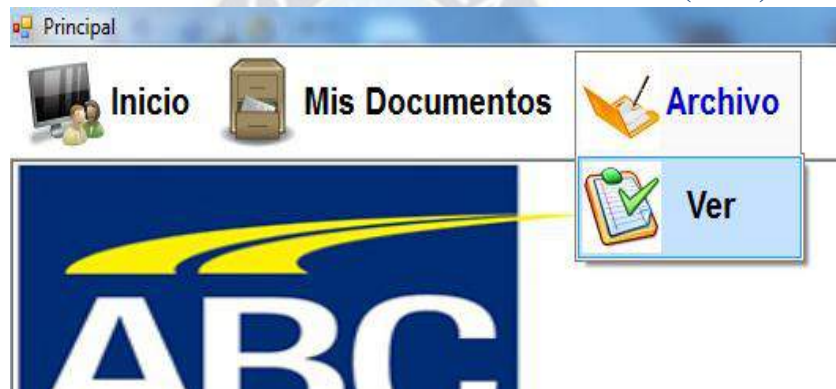 Principal
Inicio
Mis Documentos
Archivo
Ver
ABC